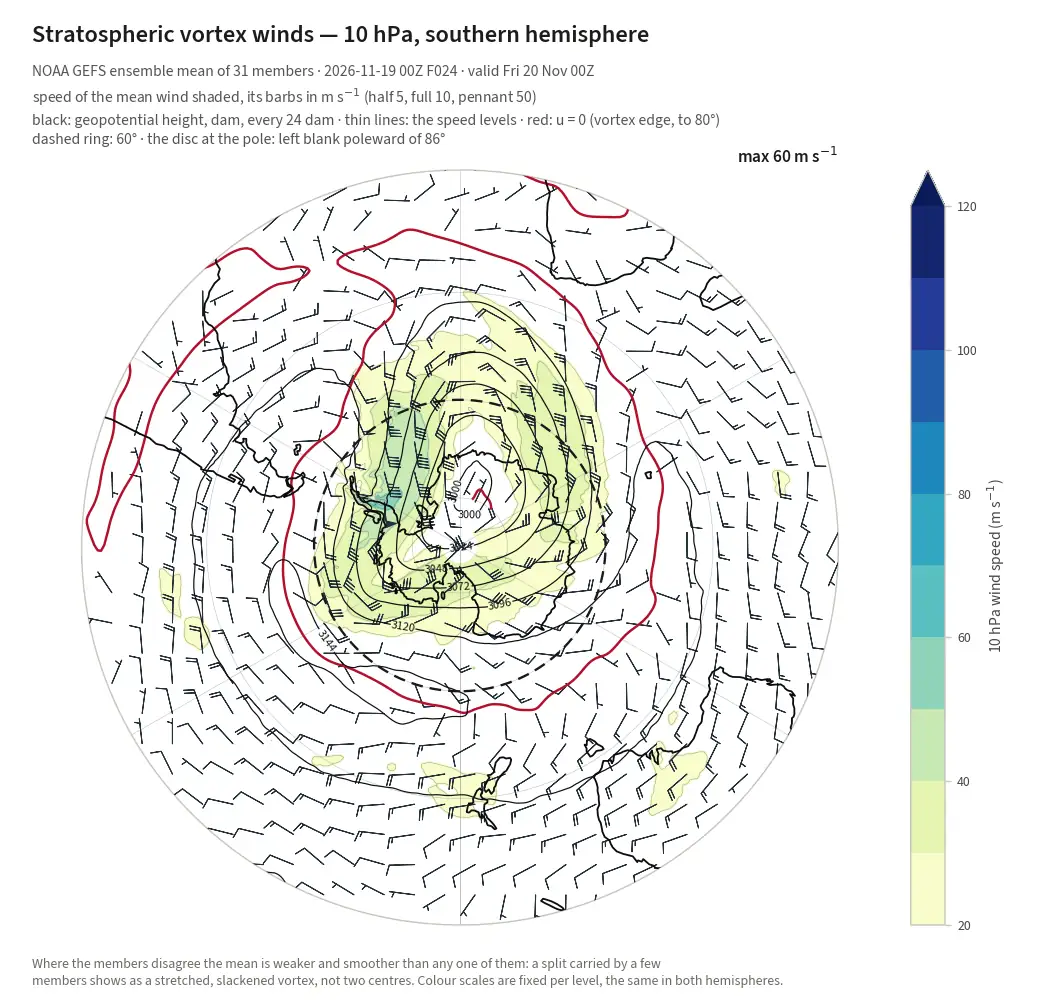 Stratospheric vortex winds — 10 hPa, southern hemisphere
NOAA GEFS ensemble mean of 31 members · 2026-11-19 00Z F024 · valid Fri 20 Nov 00Z
speed of the mean wind shaded, its barbs in m s⁻¹ (half 5, full 10, pennant 50)
black: geopotential height, dam, every 24 dam · thin lines: the speed levels · red: u = 0 (vortex edge, to 80°)
dashed ring: 60° · the disc at the pole: left blank poleward of 86°
max 60 m s⁻¹
120
100
80
60
40
20
10 hPa wind speed (m s⁻¹)
3000
3000
3024
3048
3072
3096
3120
3144
Where the members disagree the mean is weaker and smoother than any one of them: a split carried by a few
members shows as a stretched, slackened vortex, not two centres. Colour scales are fixed per level, the same in both hemispheres.